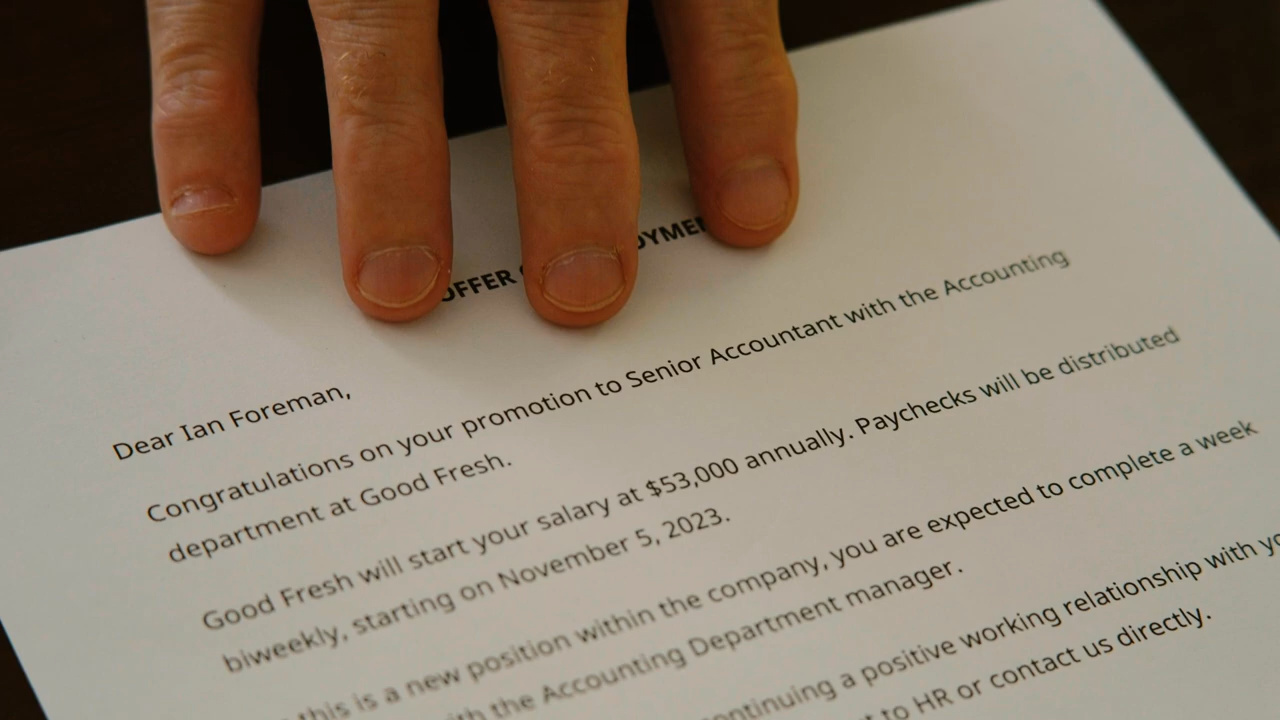 OFFER
Dear Ian Foreman,
Congratulations on your promotion to Senior Accountant with the Accounting
department at Good Fresh.
Good Fresh will start your salary at $53,000 annually. Paychecks will be distributed
biweekly, starting on November 5, 2023.
this is a new position within the company, you are expected to complete a week
the Accounting Department manager.
a positive working relationship with
to HR or contact us directly.